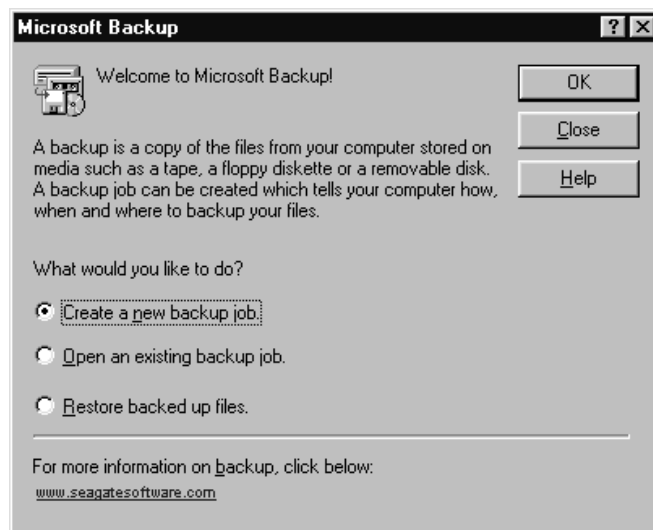 Microsoft Backup
Welcome to Microsoft Backup!
OK
Close
Help
A backup is a copy of the files from your computer stored on
media such as a tape, a floppy diskette or a removable disk.
A backup job can be created which tells your computer how,
when and where to backup your files.
What would you like to do?
Create a new backup job.
Open an existing backup job.
Restore backed up files.
For more information on backup, click below:
www.seagatesoftware.com